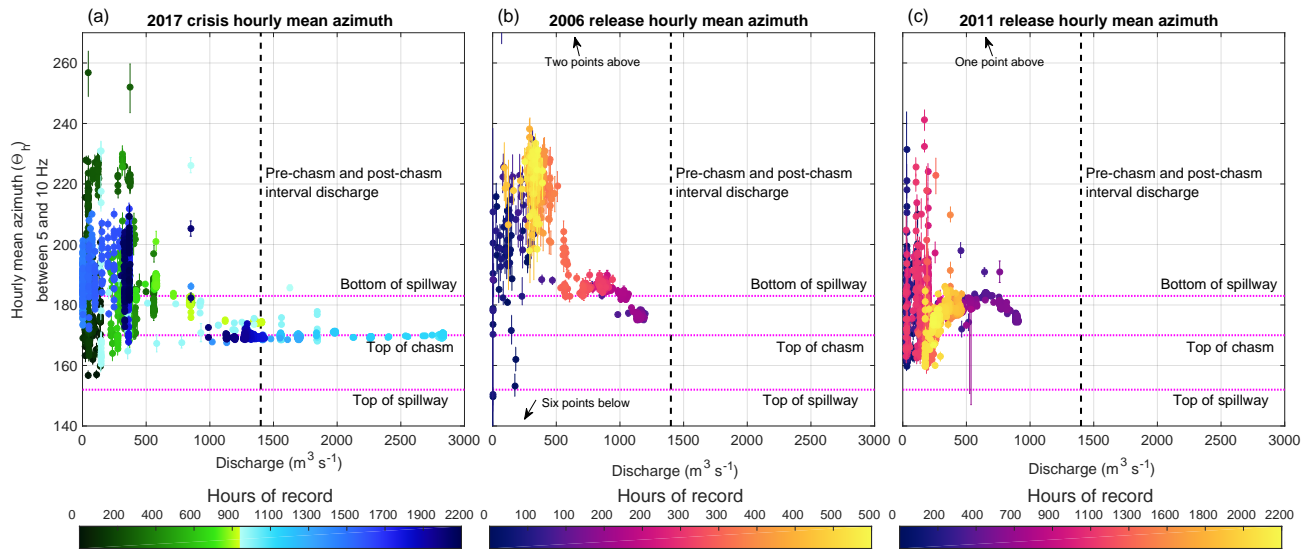 (a)
2017 crisis hourly mean azimuth
Hourly mean azimuth (Θh)
between 5 and 10 Hz
260
240
220
200
180
160
140
Pre-chasm and post-chasm
interval discharge
Bottom of spillway
Top of chasm
Top of spillway
0 500 1000 1500 2000 2500 3000
Discharge (m³ s⁻¹)
Hours of record
0 200 400 600 900 1100 1300 1500 1700 1900 2200
(b)
2006 release hourly mean azimuth
Two points above
Pre-chasm and post-chasm
interval discharge
Bottom of spillway
Top of chasm
Top of spillway
Six points below
0 500 1000 1500 2000 2500 3000
Discharge (m³ s⁻¹)
Hours of record
0 100 100 200 200 300 300 400 400 500
(c)
2011 release hourly mean azimuth
One point above
Pre-chasm and post-chasm
interval discharge
Bottom of spillway
Top of chasm
Top of spillway
0 500 1000 1500 2000 2500 3000
Discharge (m³ s⁻¹)
Hours of record
0 200 400 700 900 1100 1300 1500 1800 2000 2200